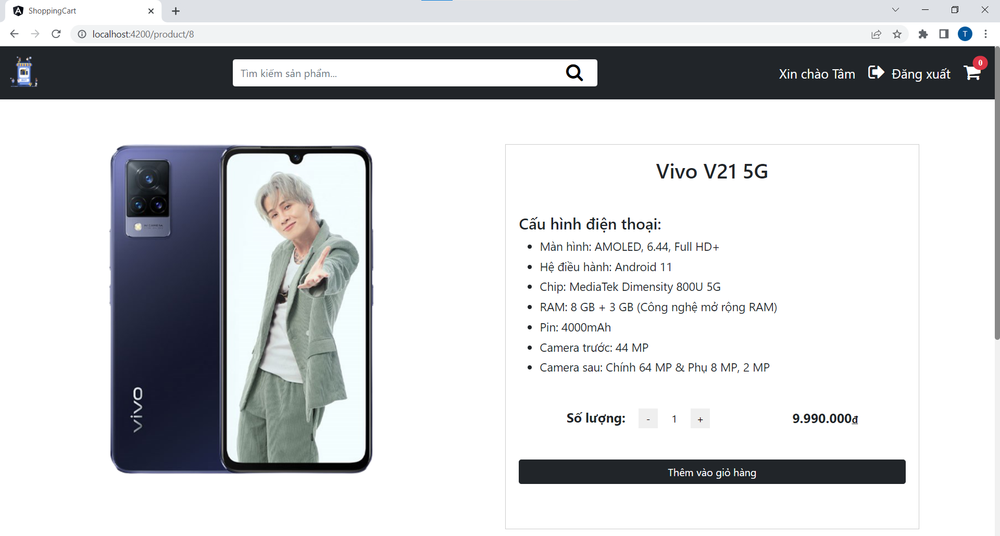 ShoppingCart
localhost:4200/product/8
T
BUY
Tìm kiếm sản phẩm...
Xin chào Tâm
Đăng xuất
0
AI CAMERA
vivo
Vivo V21 5G
Cấu hình điện thoại:
Màn hình: AMOLED, 6.44, Full HD+
Hệ điều hành: Android 11
Chip: MediaTek Dimensity 800U 5G
RAM: 8 GB + 3 GB (Công nghệ mở rộng RAM)
Pin: 4000mAh
Camera trước: 44 MP
Camera sau: Chính 64 MP & Phụ 8 MP, 2 MP
Số lượng: - 1 + 9.990.000₫
Thêm vào giỏ hàng